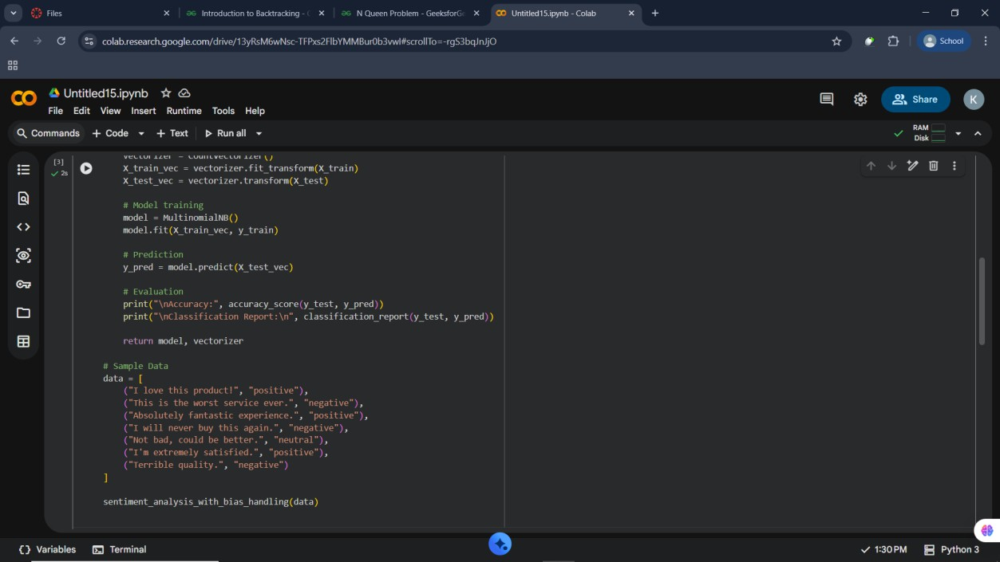 Files
Introduction to Backtracking -
N Queen Problem - GeeksforGe
Untitled15.ipynb - Colab
colab.research.google.com/drive/13yRsM6wNsc-TFPxs2FlbYMMBur0b3vwI#scrollTo=-rgS3bqJnJjO
School
Untitled15.ipynb
File Edit View Insert Runtime Tools Help
Share
K
Commands + Code + Text Run all
RAM
Disk
[3]
2s
vectorizer = CountVectorizer()
X_train_vec = vectorizer.fit_transform(X_train)
X_test_vec = vectorizer.transform(X_test)
# Model training
model = MultinomialNB()
model.fit(X_train_vec, y_train)
# Prediction
y_pred = model.predict(X_test_vec)
# Evaluation
print("\nAccuracy:", accuracy_score(y_test, y_pred))
print("\nClassification Report:\n", classification_report(y_test, y_pred))
return model, vectorizer
# Sample Data
data = [
("I love this product!", "positive"),
("This is the worst service ever.", "negative"),
("Absolutely fantastic experience.", "positive"),
("I will never buy this again.", "negative"),
("Not bad, could be better.", "neutral"),
("I'm extremely satisfied.", "positive"),
("Terrible quality.", "negative")
]
sentiment_analysis_with_bias_handling(data)
Variables
Terminal
1:30 PM
Python 3